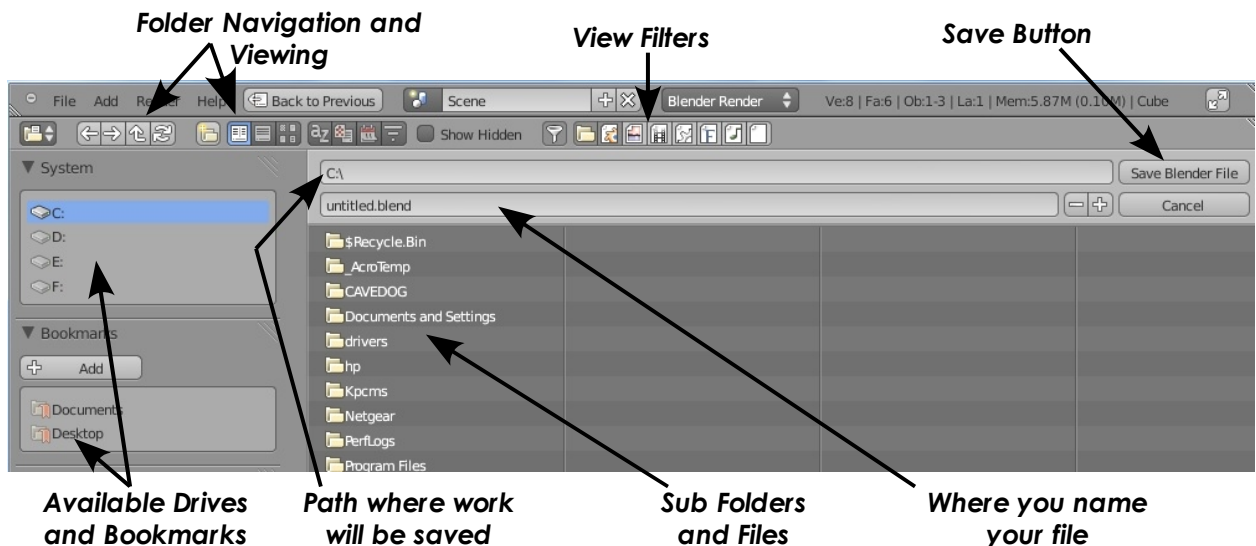 Folder Navigation and
Viewing
View Filters
Save Button
File Add Render Help Back to Previous Scene Blender Render Ve:8 | Fa:6 | Ob:1-3 | La:1 | Mem:5.87M (0.10M) | Cube
Show Hidden
System
C:\
Save Blender File
untitled.blend
Cancel
C:
D:
E:
F:
$Recycle.Bin
_AcroTemp
CAVEDOG
Documents and Settings
drivers
hp
Kpcms
Netgear
PerfLogs
Program Files
Bookmarks
Add
Documents
Desktop
Available Drives
and Bookmarks
Path where work
will be saved
Sub Folders
and Files
Where you name
your file